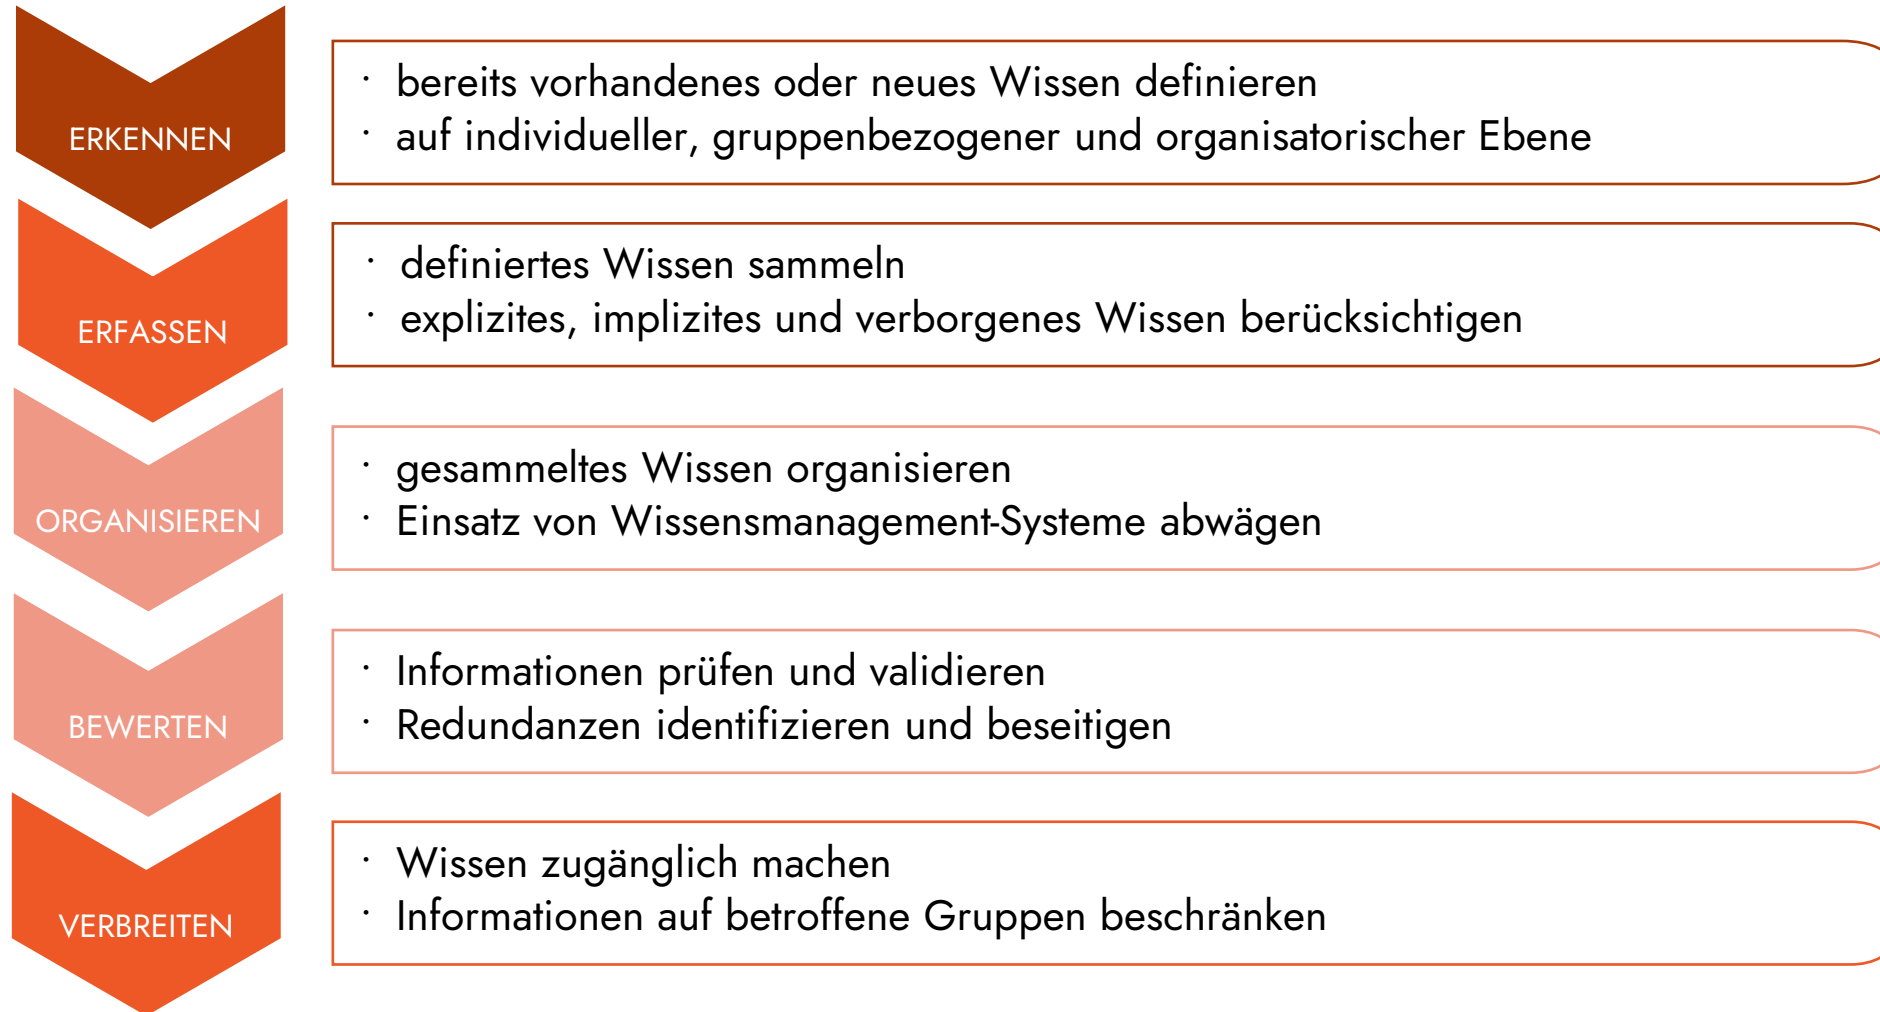 ERKENNEN
· bereits vorhandenes oder neues Wissen definieren
· auf individueller, gruppenbezogener und organisatorischer Ebene
ERFASSEN
· definiertes Wissen sammeln
· explizites, implizites und verborgenes Wissen berücksichtigen
ORGANISIEREN
· gesammeltes Wissen organisieren
· Einsatz von Wissensmanagement-Systeme abwägen
BEWERTEN
· Informationen prüfen und validieren
· Redundanzen identifizieren und beseitigen
VERBREITEN
· Wissen zugänglich machen
· Informationen auf betroffene Gruppen beschränken